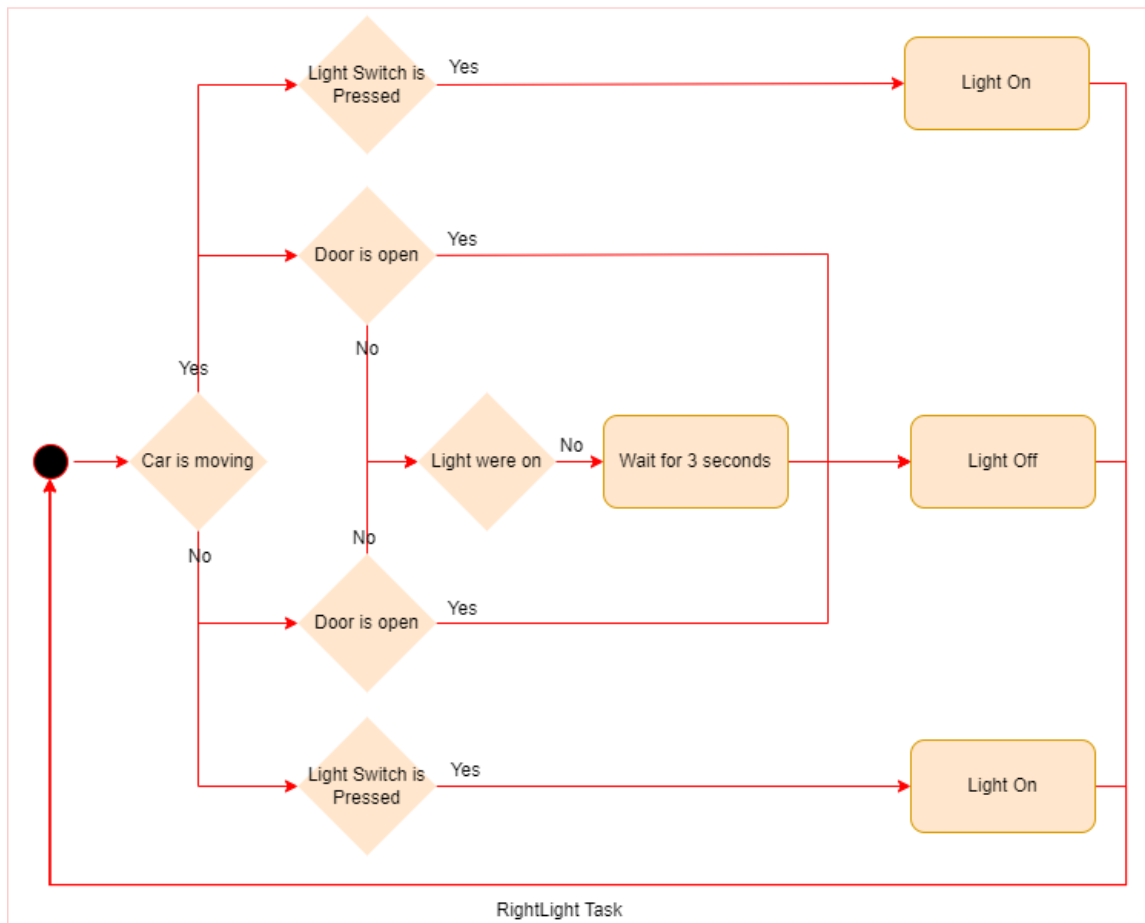 Light Switch is
Pressed
Yes
Light On
Door is open
Yes
No
Yes
Car is moving
Light were on
No
Wait for 3 seconds
Light Off
No
No
Door is open
Yes
Light Switch is
Pressed
Yes
Light On
RightLight Task